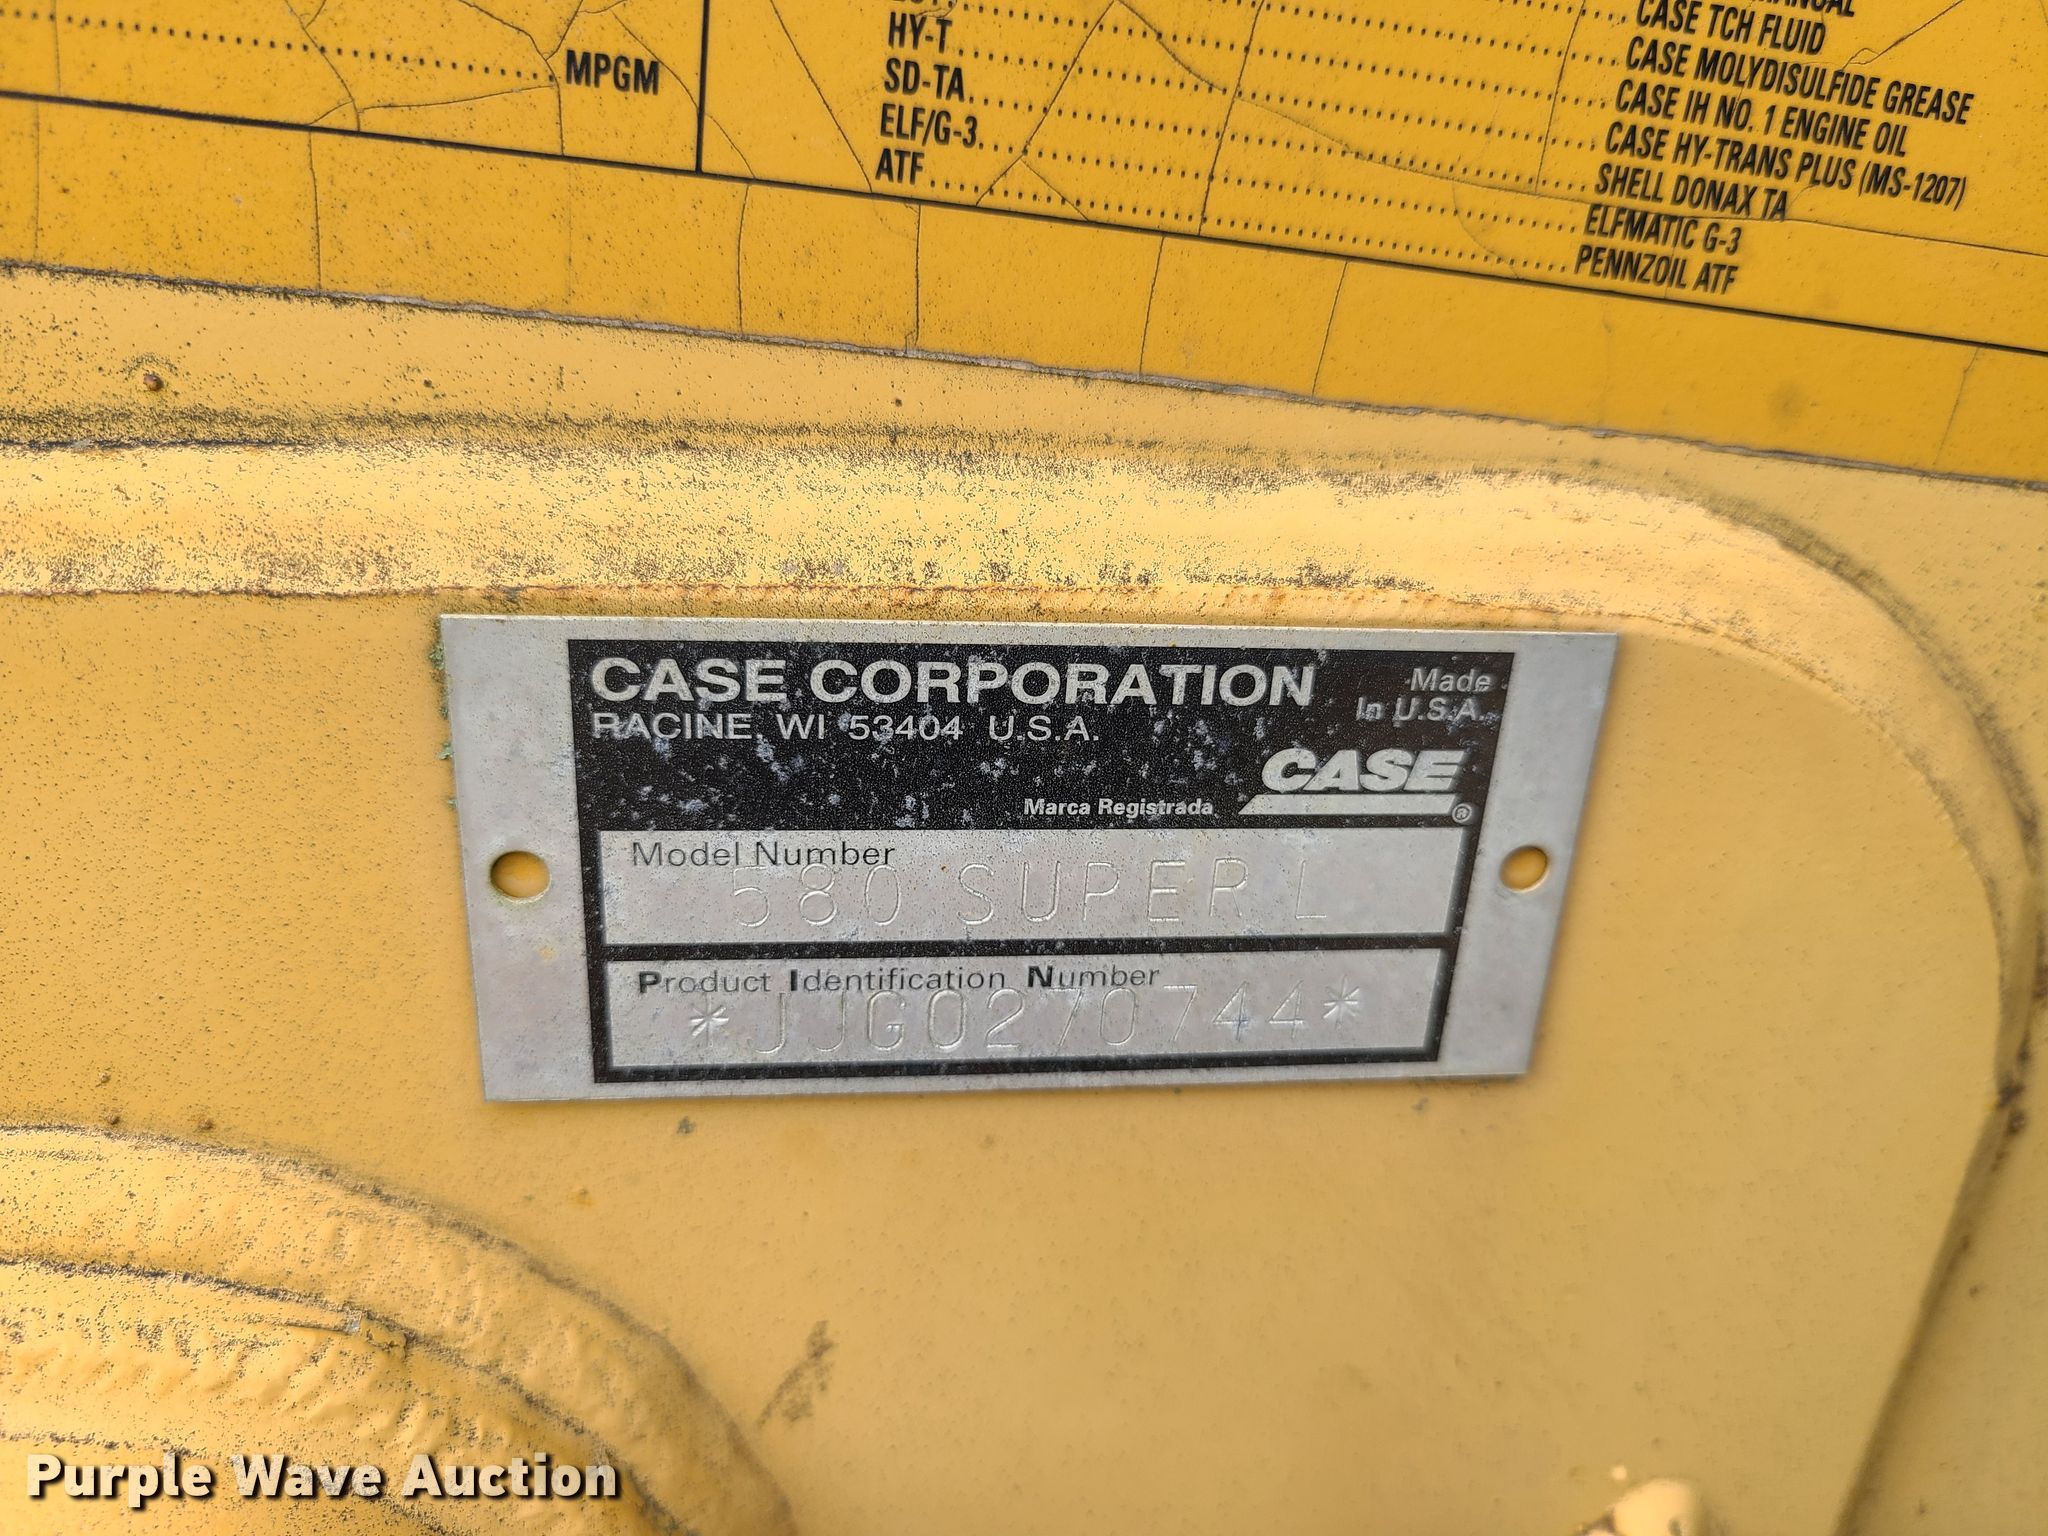 MPGM
HY-T
SD-TA
ELF/G-3
ATF
MANUAL
CASE TCH FLUID
CASE MOLYDISULFIDE GREASE
CASE IH NO. 1 ENGINE OIL
CASE HY-TRANS PLUS (MS-1207)
SHELL DONAX TA
ELFMATIC G-3
PENNZOIL ATF
CASE CORPORATION
RACINE, WI 53404 U.S.A.
Made
In U.S.A.
CASE
Marca Registrada ®
Model Number
580 SUPER L
Product Identification Number
*JJG0270744*
Purple Wave Auction